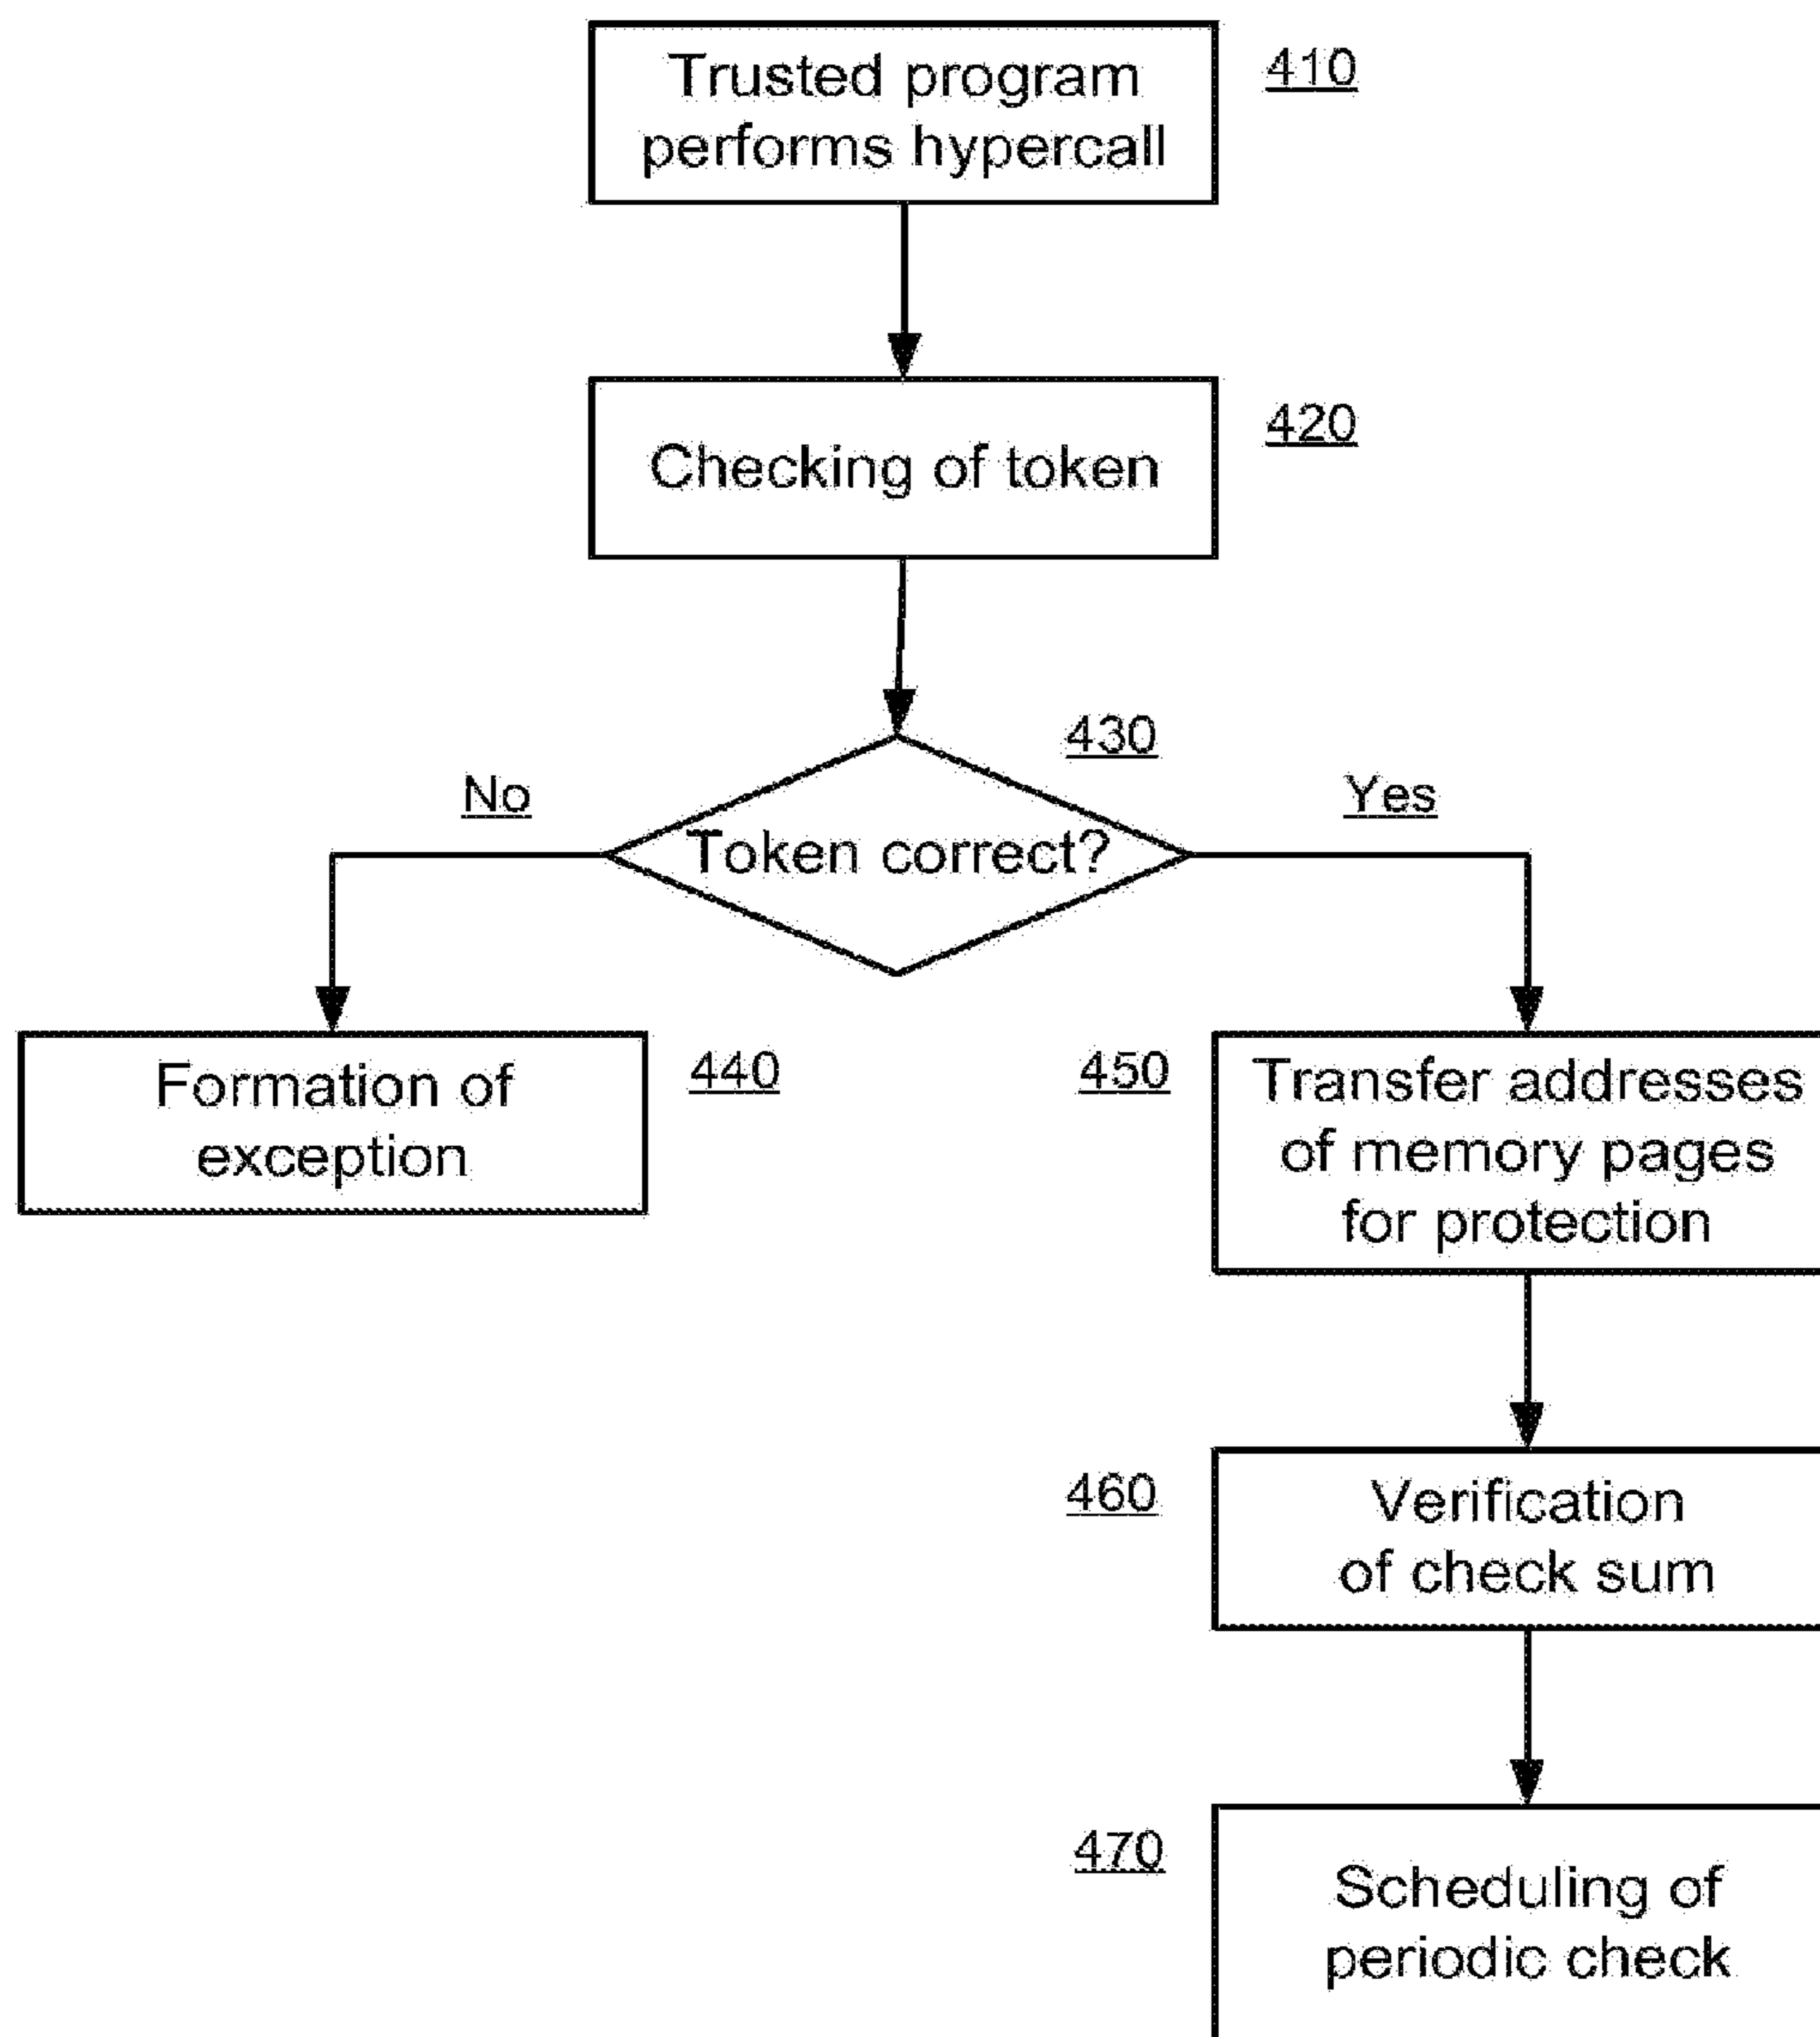 Trusted program
performs hypercall
410
Checking of token
420
430
No
Yes
Token correct?
Formation of
exception
440
450
Transfer addresses
of memory pages
for protection
460
Verification
of check sum
470
Scheduling of
periodic check